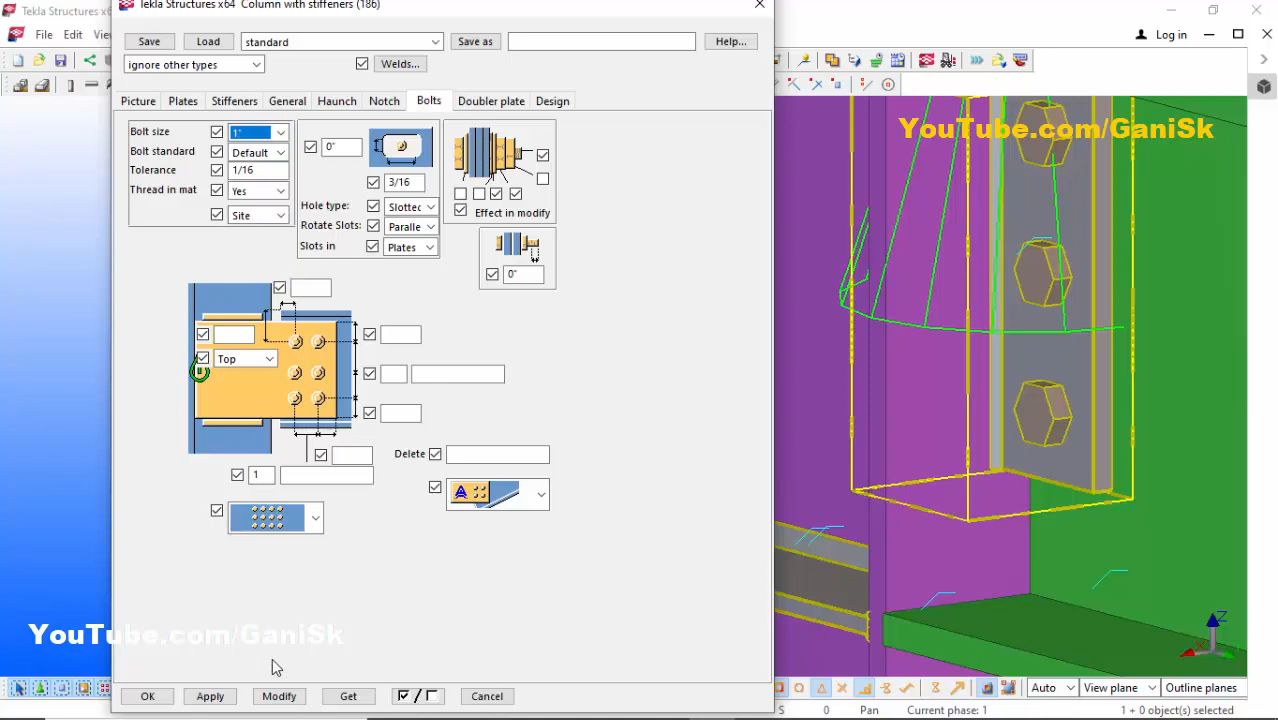 Tekla Structures x64 Column with stiffeners (186)
Tekla Structures x6
File Edit
Log in
Save Load standard Save as Help...
ignore other types Welds...
Picture Plates Stiffeners General Haunch Notch Bolts Doubler plate Design
Bolt size 1"
Bolt standard Default
Tolerance 1/16
Thread in mat Yes
Site
0"
3/16
Hole type: Slotted
Rotate Slots: Paralle
Slots in Plates
Effect in modify
0"
YouTube.com/GaniSk
Top
Delete
1
A
YouTube.com/GaniSk
Z
OK Apply Modify Get / Cancel
Auto View plane Outline planes
S 0 Pan Current phase: 1 1 + 0 object(s) selected